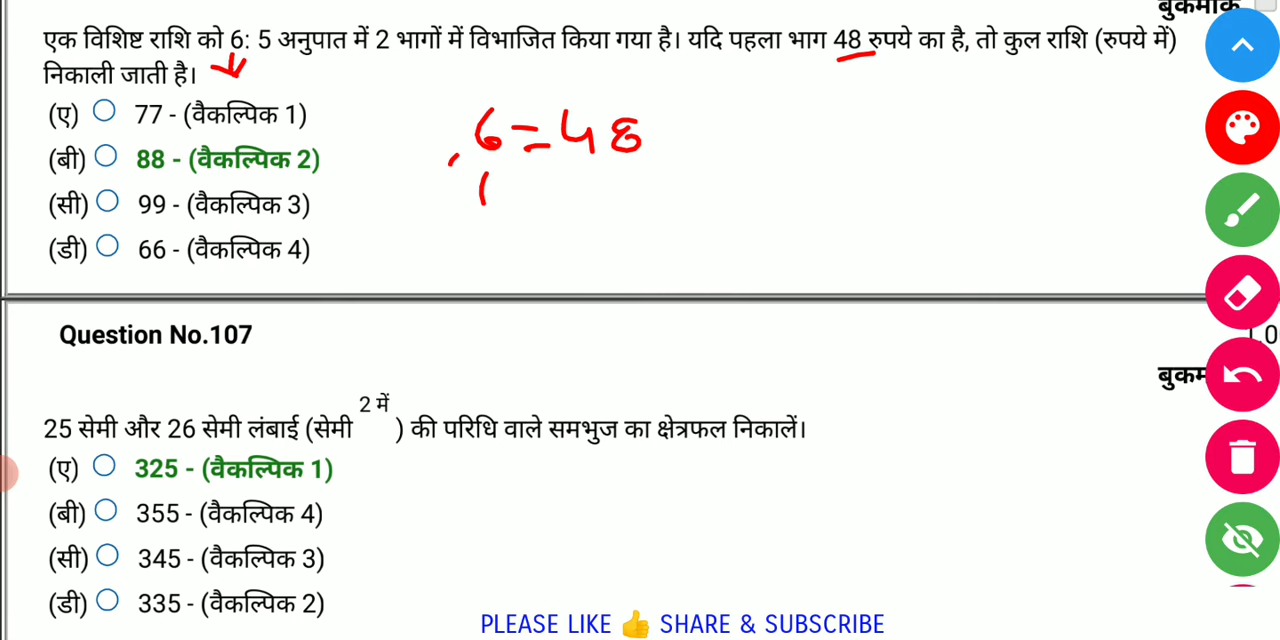 बुकमार्क
एक विशिष्ट राशि को 6: 5 अनुपात में 2 भागों में विभाजित किया गया है। यदि पहला भाग 48 रुपये का है, तो कुल राशि (रुपये में)
निकाली जाती है।
(ए) 77 - (वैकल्पिक 1)
(बी) 88 - (वैकल्पिक 2)
(सी) 99 - (वैकल्पिक 3)
(डी) 66 - (वैकल्पिक 4)
6 = 48
1
Question No.107
.0
बुकम
25 सेमी और 26 सेमी लंबाई (सेमी 2 में ) की परिधि वाले समभुज का क्षेत्रफल निकालें।
(ए) 325 - (वैकल्पिक 1)
(बी) 355 - (वैकल्पिक 4)
(सी) 345 - (वैकल्पिक 3)
(डी) 335 - (वैकल्पिक 2)
PLEASE LIKE 👍 SHARE & SUBSCRIBE